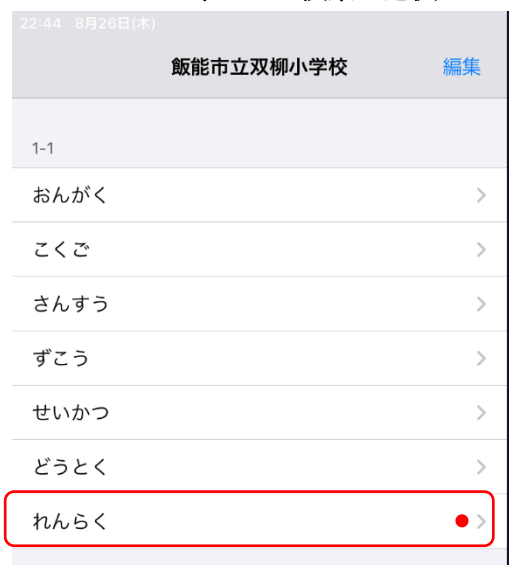 22:44 8月26日(木)
飯能市立双柳小学校 編集
1-1
おんがく
こくご
さんすう
ずこう
せいかつ
どうとく
れんらく